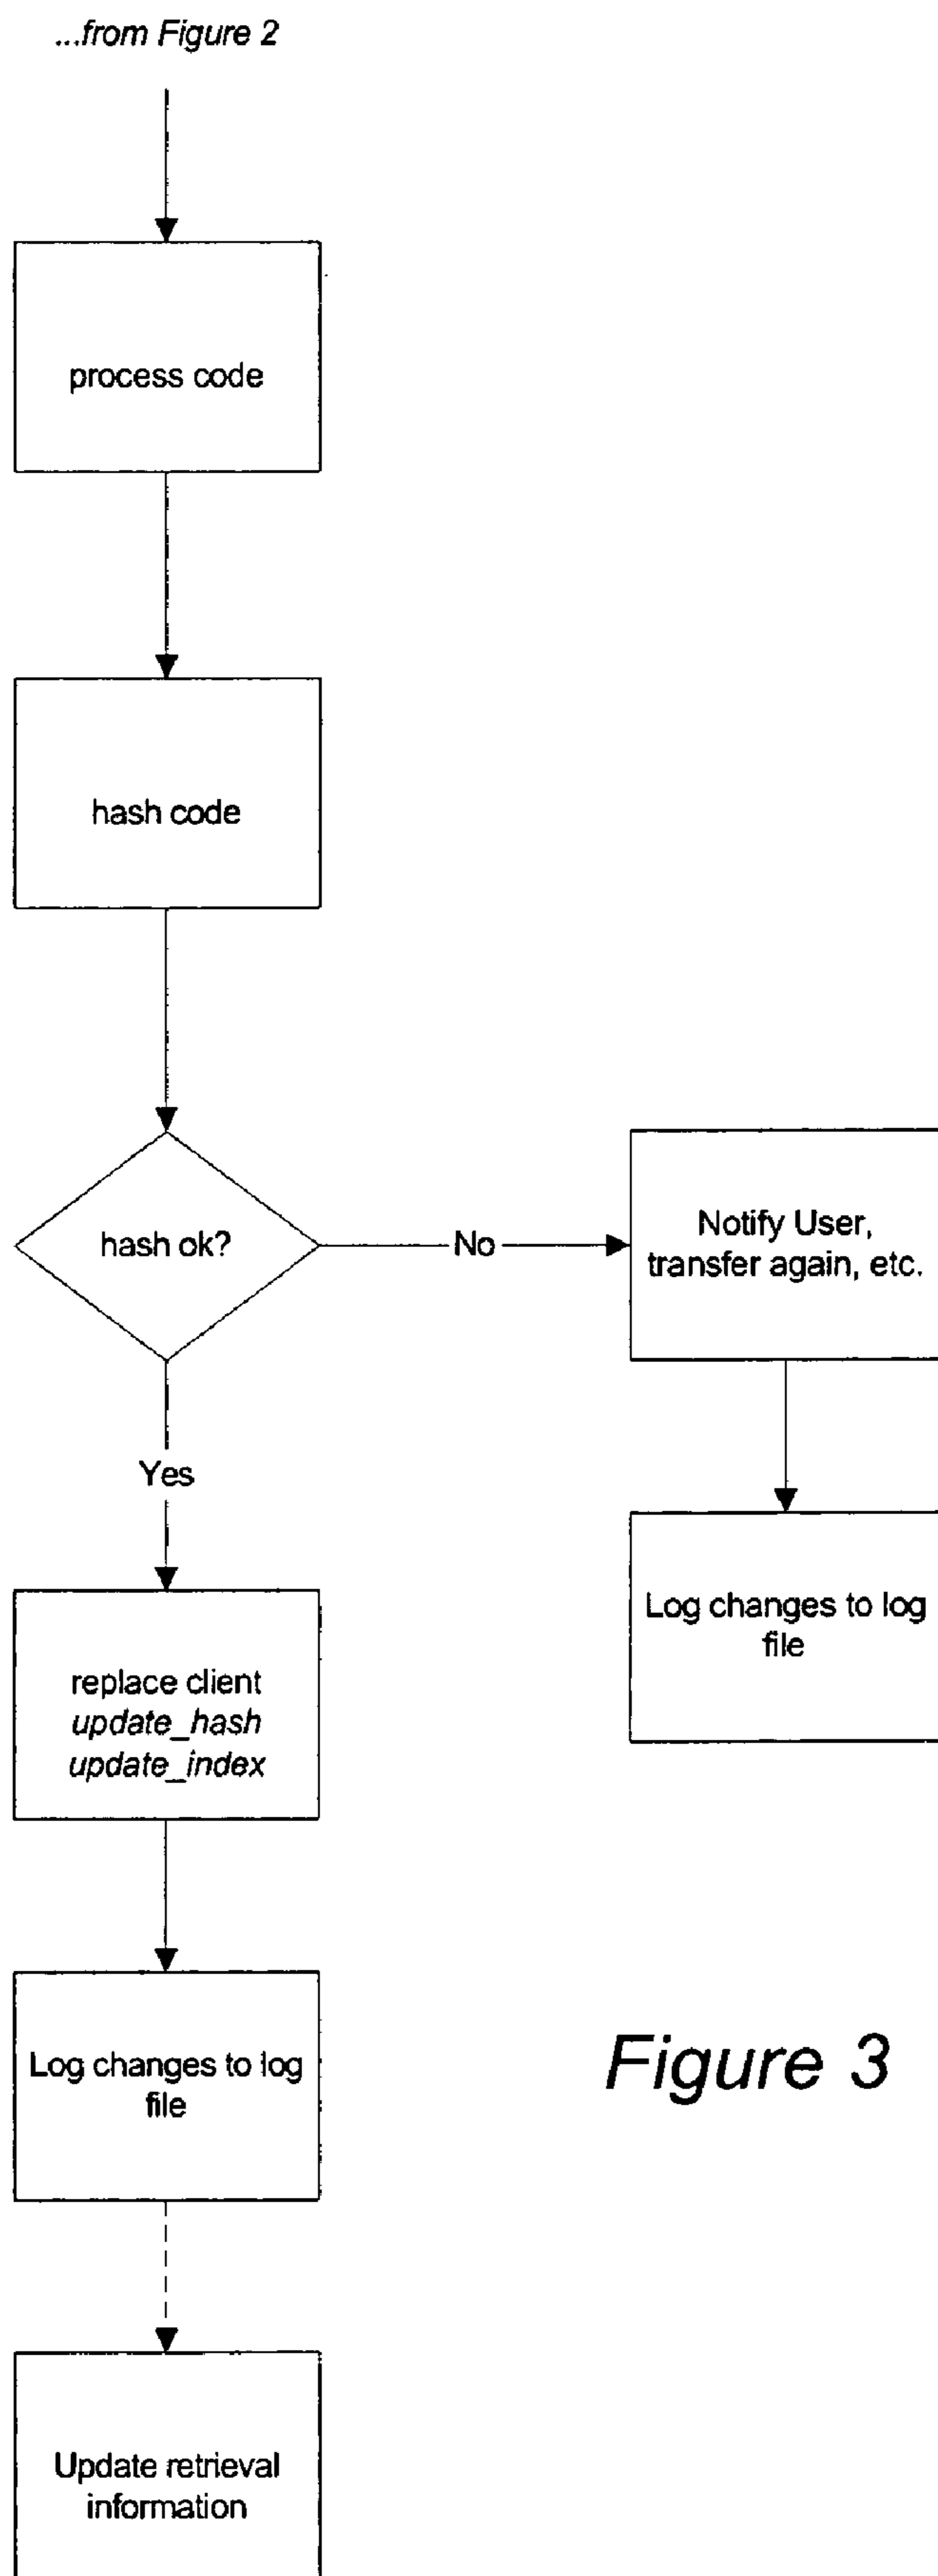 ...from Figure 2
process code
hash code
hash ok?
No
Notify User,
transfer again, etc.
Yes
Log changes to log
file
replace client
update_hash
update_index
Log changes to log
file
Figure 3
Update retrieval
information